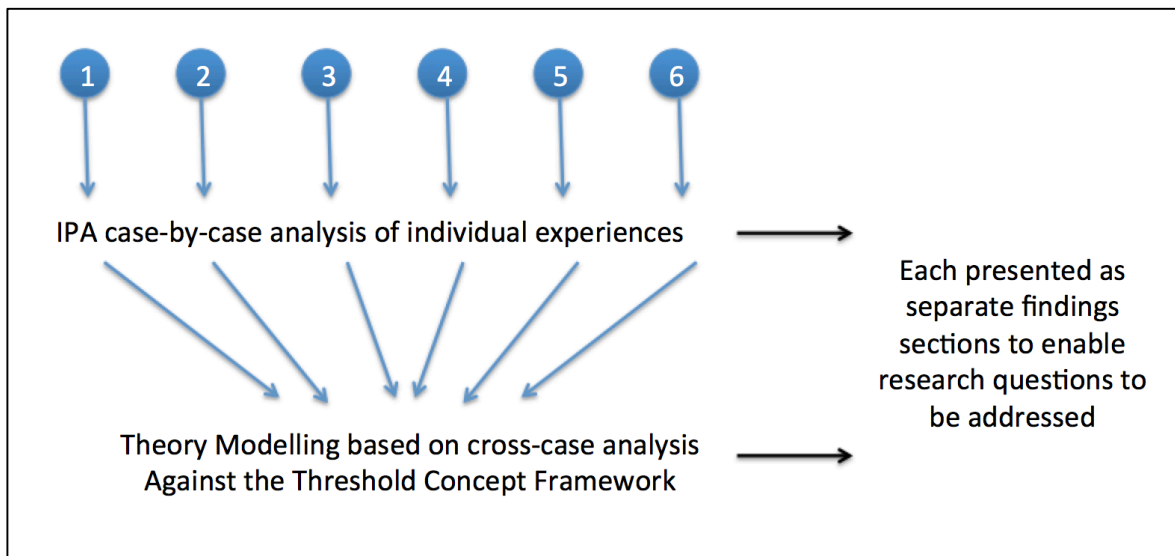 1 2 3 4 5 6
IPA case-by-case analysis of individual experiences
Each presented as
separate findings
sections to enable
research questions to
be addressed
Theory Modelling based on cross-case analysis
Against the Threshold Concept Framework